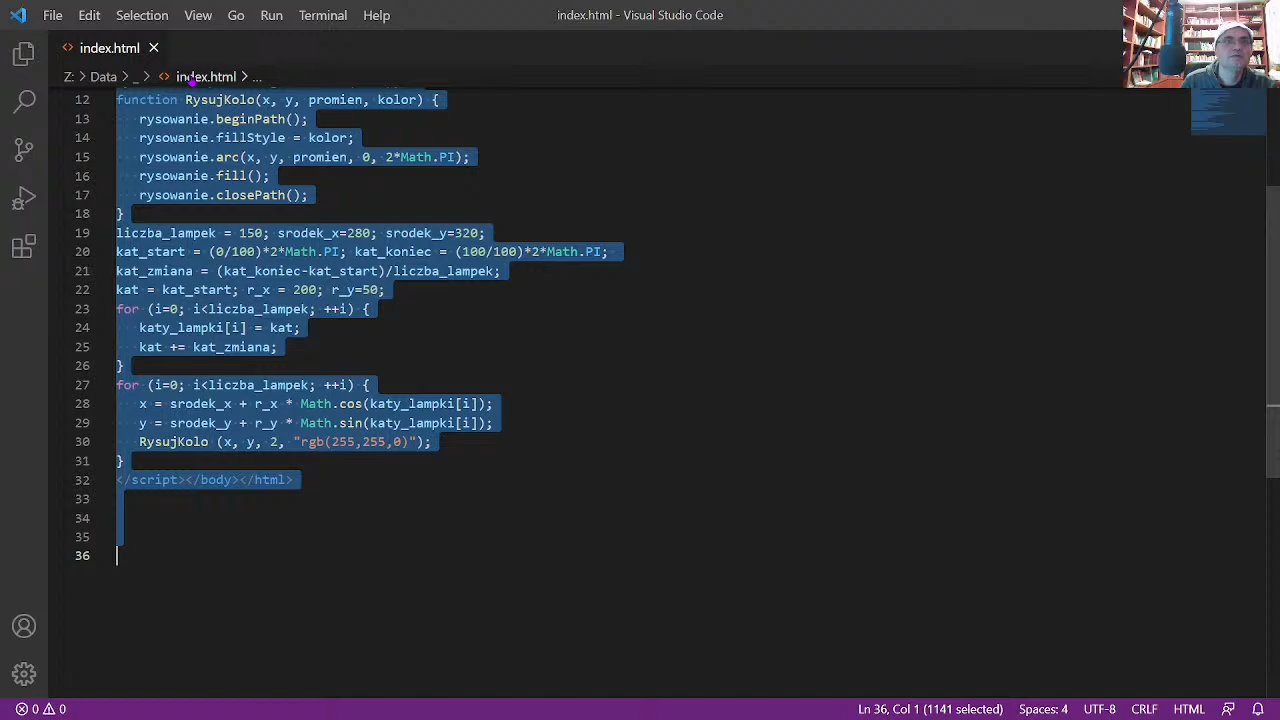 File Edit Selection View Go Run Terminal Help index.html - Visual Studio Code
index.html
Z: > Data > _ > index.html > ...
12 function RysujKolo(x, y, promien, kolor) {
13 rysowanie.beginPath();
14 rysowanie.fillStyle = kolor;
15 rysowanie.arc(x, y, promien, 0, 2*Math.PI);
16 rysowanie.fill();
17 rysowanie.closePath();
18 }
19 liczba_lampek = 150; srodek_x=280; srodek_y=320;
20 kat_start = (0/100)*2*Math.PI; kat_koniec = (100/100)*2*Math.PI;
21 kat_zmiana = (kat_koniec-kat_start)/liczba_lampek;
22 kat = kat_start; r_x = 200; r_y=50;
23 for (i=0; i<liczba_lampek; ++i) {
24 katy_lampki[i] = kat;
25 kat += kat_zmiana;
26 }
27 for (i=0; i<liczba_lampek; ++i) {
28 x = srodek_x + r_x * Math.cos(katy_lampki[i]);
29 y = srodek_y + r_y * Math.sin(katy_lampki[i]);
30 RysujKolo (x, y, 2, "rgb(255,255,0)");
31 }
32 </script></body></html>
33
34
35
36
0 0 Ln 36, Col 1 (1141 selected) Spaces: 4 UTF-8 CRLF HTML